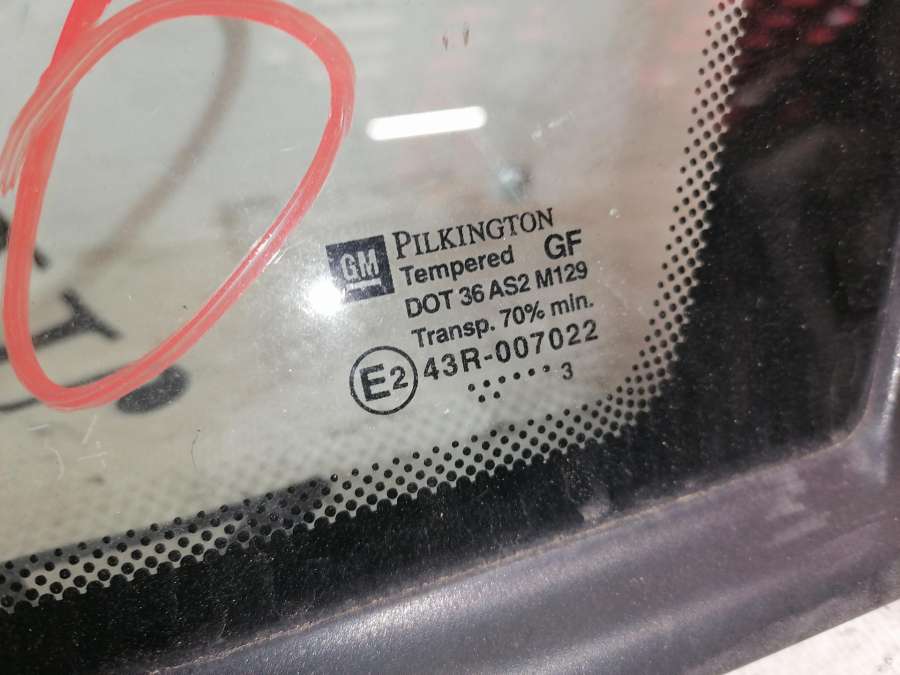 GM PILKINGTON
Tempered GF
DOT 36 AS2 M129
Transp. 70% min.
E2 43R-007022
3